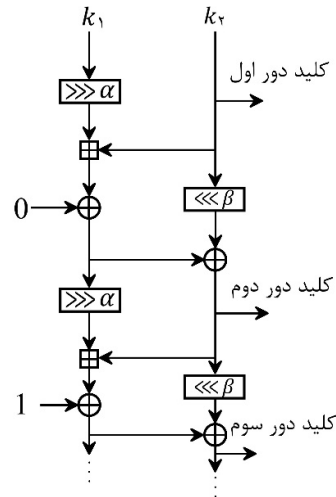 k₁ k₂
کلید دور اول
>>> α
<<< β
0
کلید دور دوم
>>> α
<<< β
1
کلید دور سوم